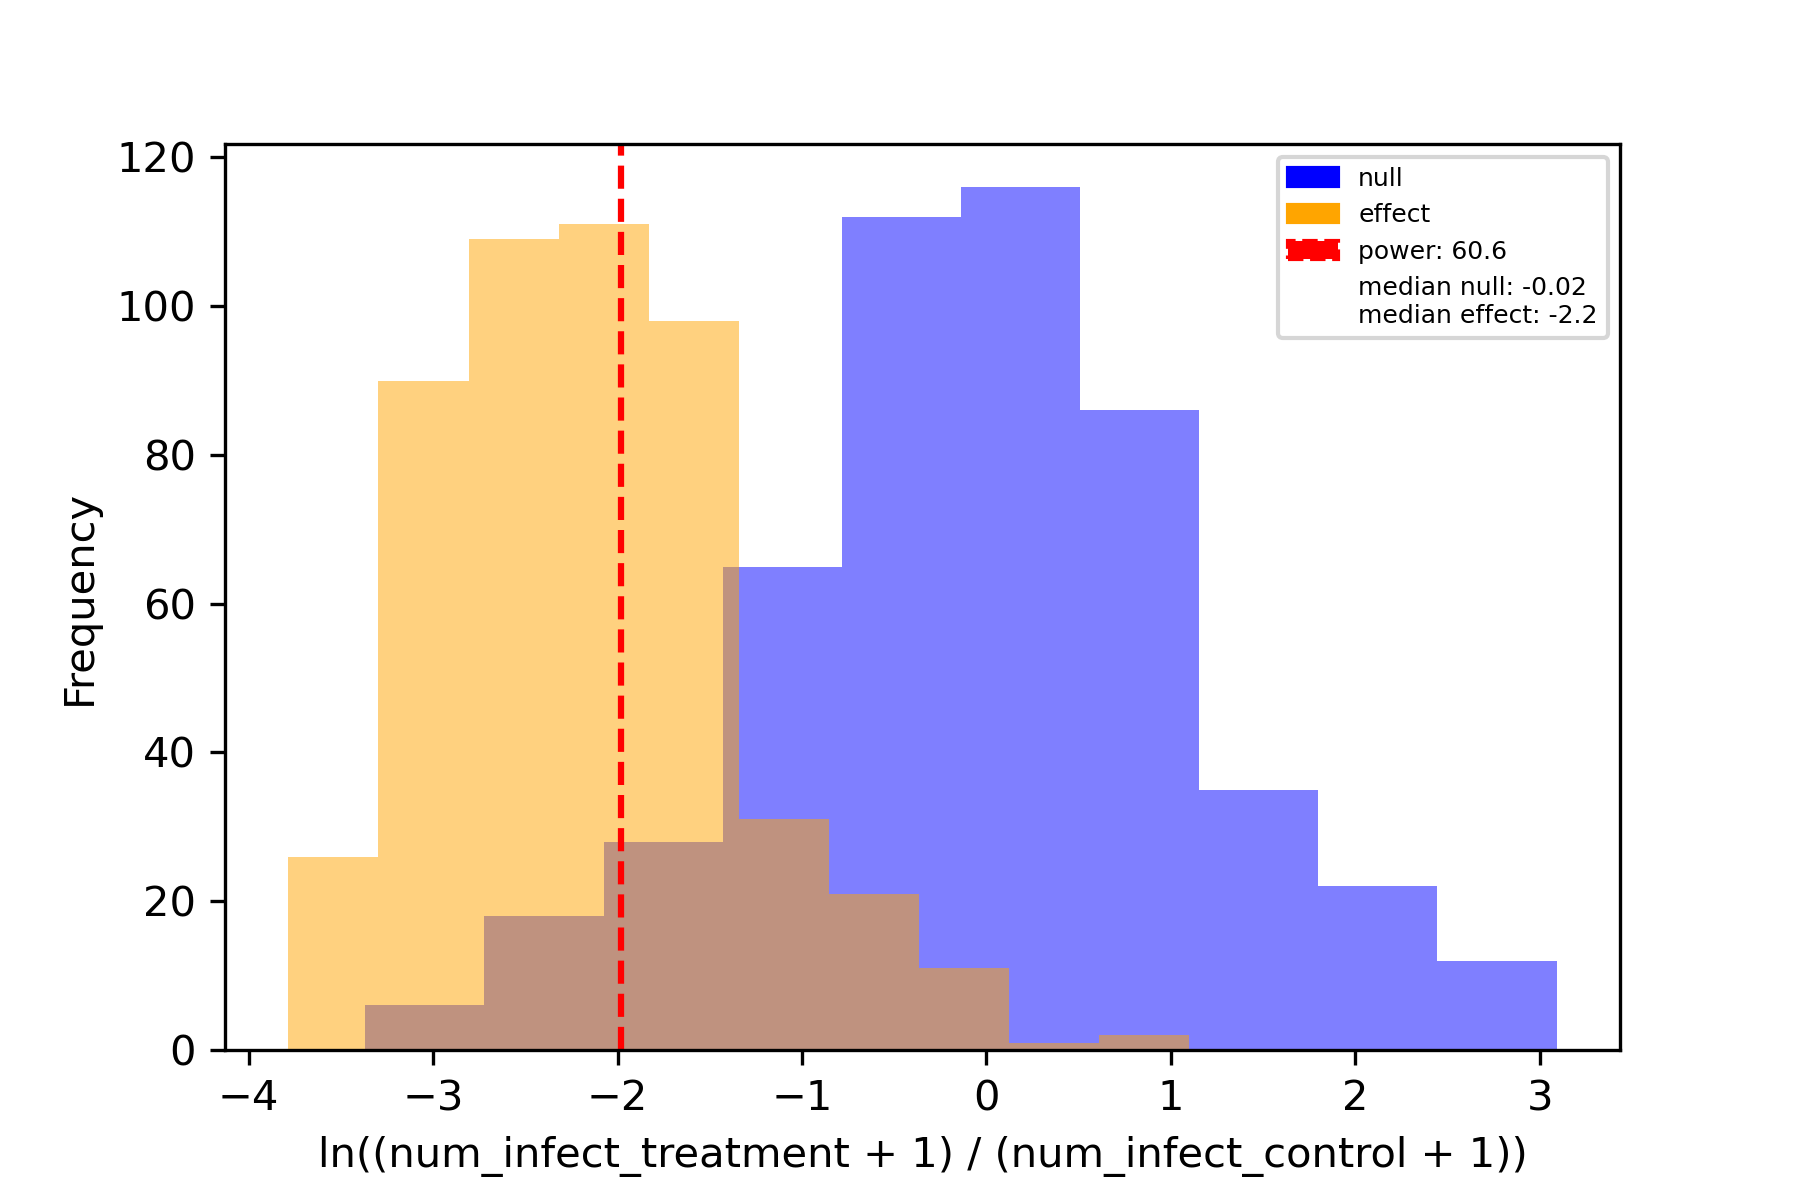 120
100
80
60
40
20
0
Frequency
−4 −3 −2 −1 0 1 2 3
ln((num_infect_treatment + 1) / (num_infect_control + 1))
null
effect
power: 60.6
median null: -0.02
median effect: -2.2